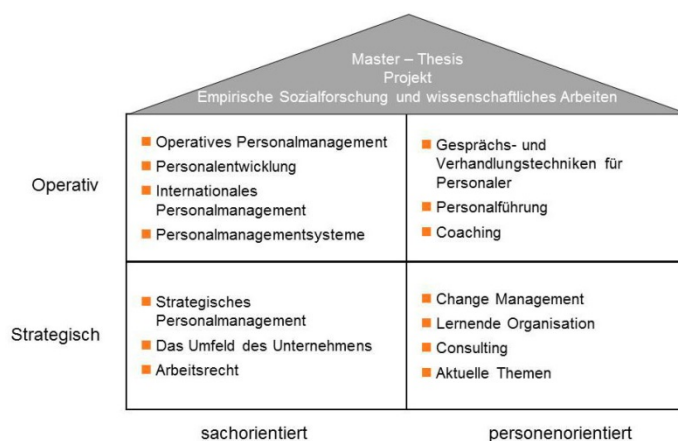 Master – Thesis
Projekt
Empirische Sozialforschung und wissenschaftliches Arbeiten
Operativ
■ Operatives Personalmanagement
■ Personalentwicklung
■ Internationales
Personalmanagement
■ Personalmanagementsysteme
■ Gesprächs- und
Verhandlungstechniken für
Personaler
■ Personalführung
■ Coaching
Strategisch
■ Strategisches
Personalmanagement
■ Das Umfeld des Unternehmens
■ Arbeitsrecht
■ Change Management
■ Lernende Organisation
■ Consulting
■ Aktuelle Themen
sachorientiert
personenorientiert